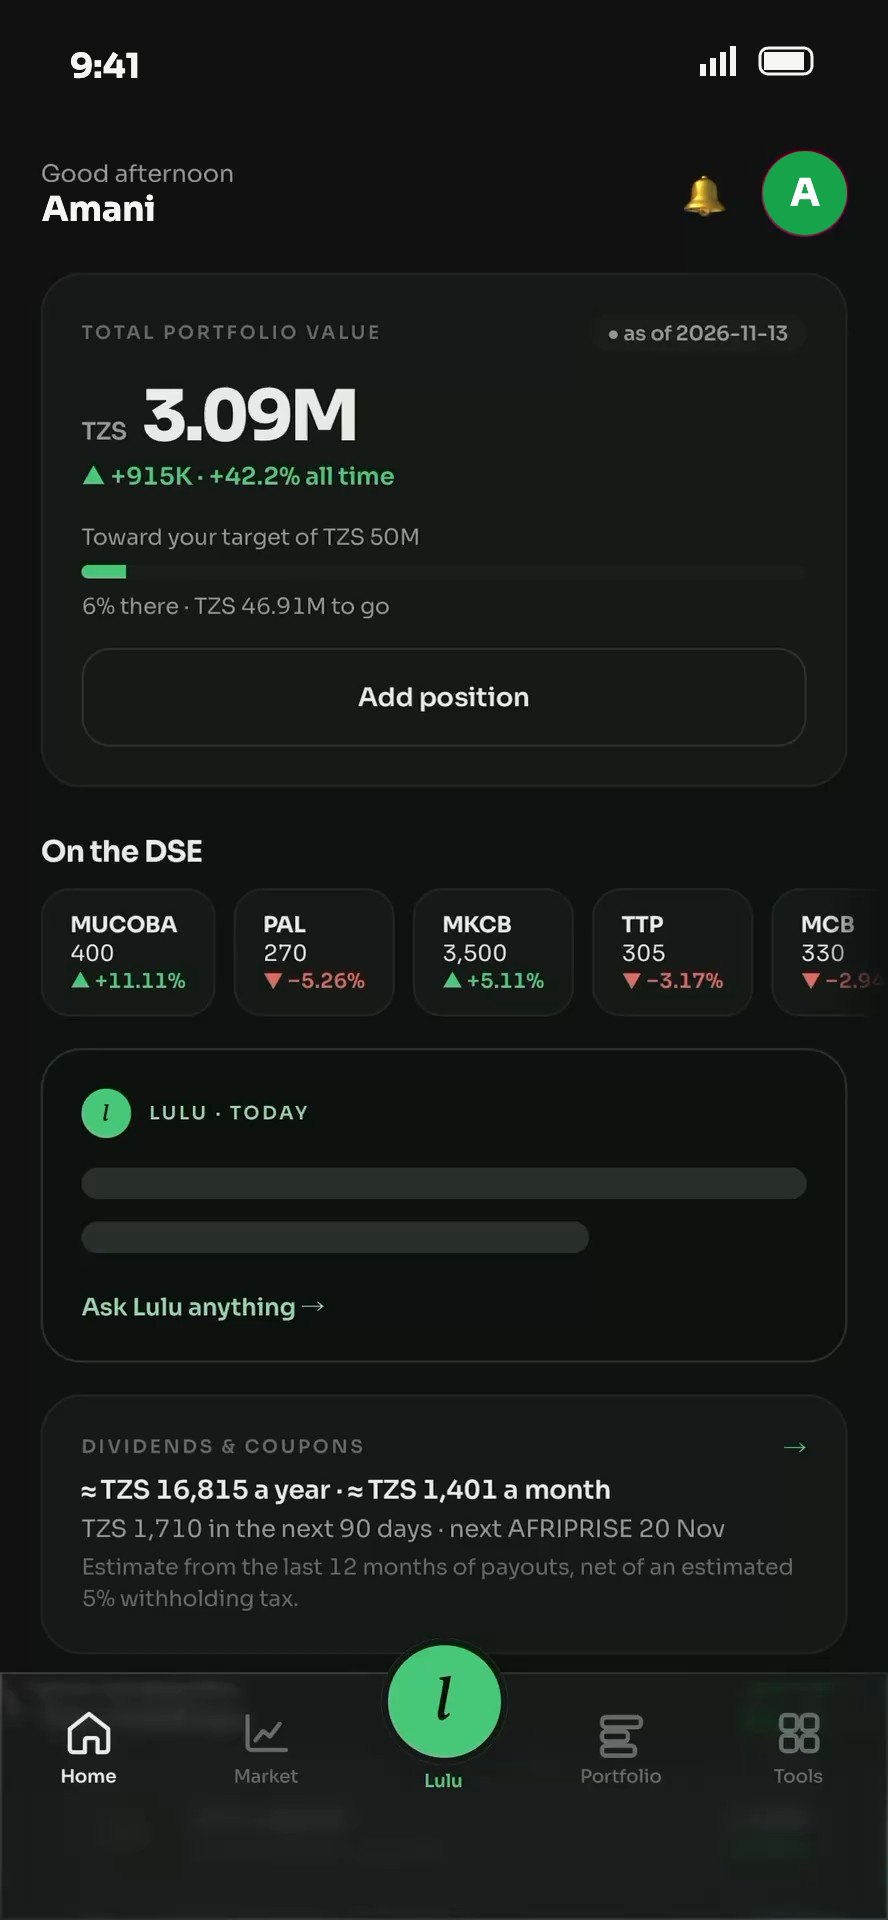 9:41
Good afternoon
Amani
A
TOTAL PORTFOLIO VALUE
• as of 2026-11-13
TZS 3.09M
▲ +915K · +42.2% all time
Toward your target of TZS 50M
6% there · TZS 46.91M to go
Add position
On the DSE
MUCOBA
400
▲ +11.11%
PAL
270
▼ −5.26%
MKCB
3,500
▲ +5.11%
TTP
305
▼ −3.17%
MCB
330
▼ −2.94
l
LULU · TODAY
Ask Lulu anything →
DIVIDENDS & COUPONS →
≈ TZS 16,815 a year · ≈ TZS 1,401 a month
TZS 1,710 in the next 90 days · next AFRIPRISE 20 Nov
Estimate from the last 12 months of payouts, net of an estimated
5% withholding tax.
l
Home
Market
Lulu
Portfolio
Tools